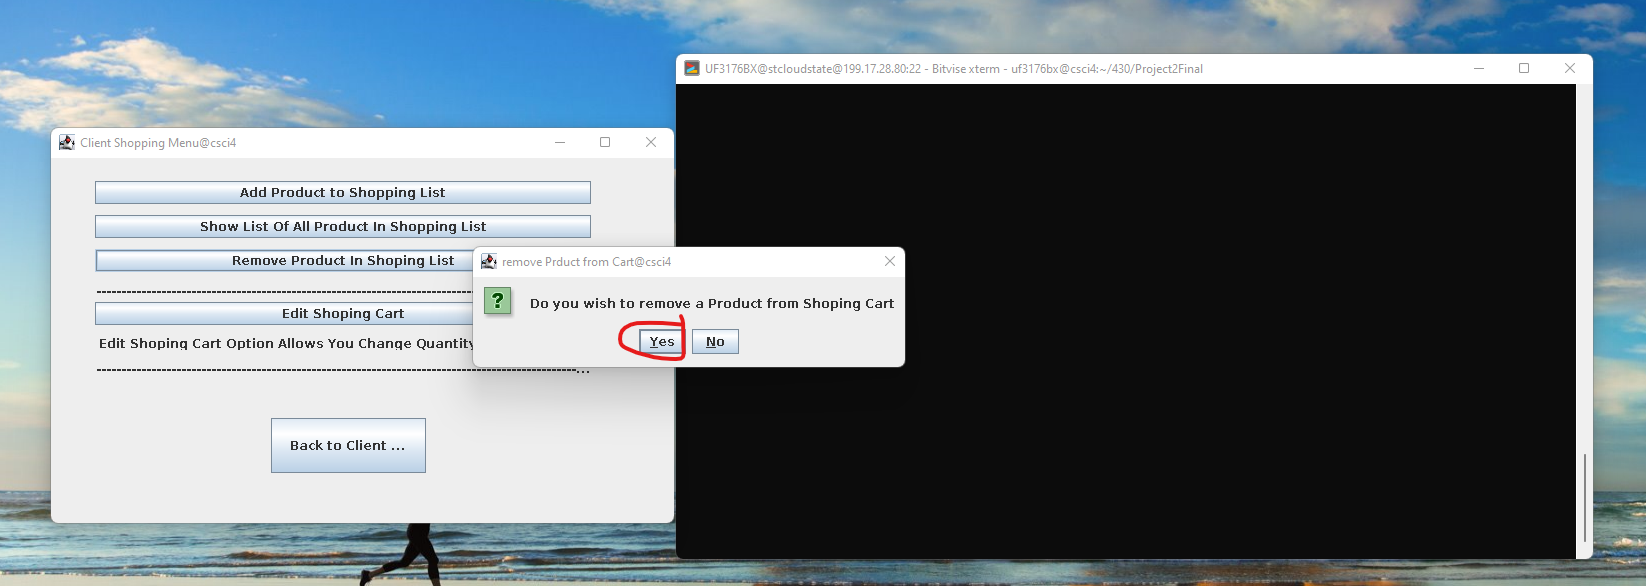 UF3176BX@stcloudstate@199.17.28.80:22 - Bitvise xterm - uf3176bx@csci4:~/430/Project2Final
Client Shopping Menu@csci4
Add Product to Shopping List
Show List Of All Product In Shopping List
Remove Product In Shoping List
remove Prduct from Cart@csci4
?
Do you wish to remove a Product from Shoping Cart
Yes
No
Edit Shoping Cart
Edit Shoping Cart Option Allows You Change Quantity
Back to Client ...